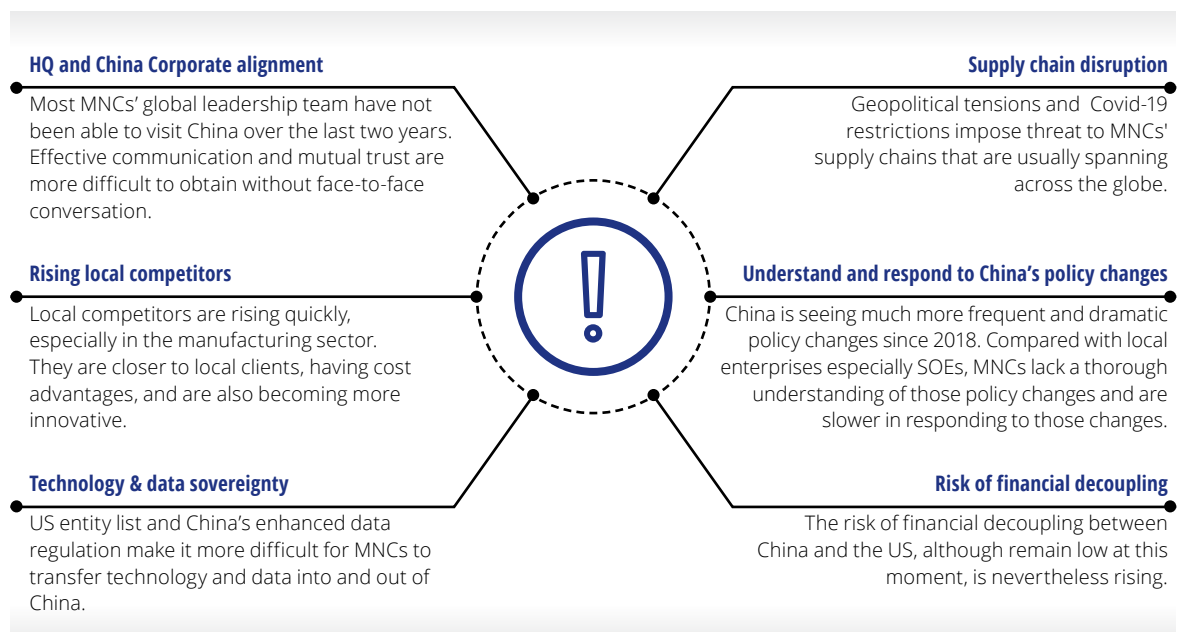 HQ and China Corporate alignment
Most MNCs’ global leadership team have not
been able to visit China over the last two years.
Effective communication and mutual trust are
more difficult to obtain without face-to-face
conversation.
Rising local competitors
Local competitors are rising quickly,
especially in the manufacturing sector.
They are closer to local clients, having cost
advantages, and are also becoming more
innovative.
Technology & data sovereignty
US entity list and China’s enhanced data
regulation make it more difficult for MNCs to
transfer technology and data into and out of
China.
Supply chain disruption
Geopolitical tensions and  Covid-19
restrictions impose threat to MNCs'
supply chains that are usually spanning
across the globe.
Understand and respond to China’s policy changes
China is seeing much more frequent and dramatic
policy changes since 2018. Compared with local
enterprises especially SOEs, MNCs lack a thorough
understanding of those policy changes and are
slower in responding to those changes.
Risk of financial decoupling
The risk of financial decoupling between
China and the US, although remain low at this
moment, is nevertheless rising.